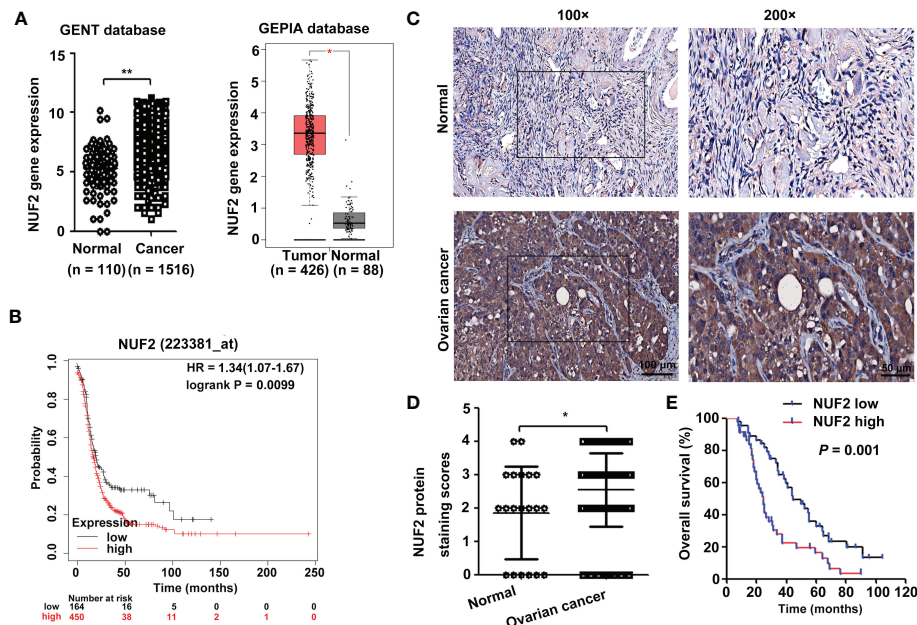 A
GENT database
NUF2 gene expression
15
10
5
0
**
Normal Cancer
(n = 110) (n = 1516)
GEPIA database
NUF2 gene expression
6
5
4
3
2
1
0
*
Tumor Normal
(n = 426) (n = 88)
B
NUF2 (223381_at)
HR = 1.34(1.07-1.67)
logrank P = 0.0099
Probability
1.0
0.8
0.6
0.4
0.2
0.0
Expression
low
high
0 50 100 150 200 250
Time (months)
Number at risk
low 164 16 5 0 0 0
high 450 38 11 2 1 0
C
100× 200×
Normal
Ovarian cancer
100 μm
50 μm
D
NUF2 protein
staining scores
5
4
3
2
1
0
*
Normal
Ovarian cancer
E
NUF2 low
NUF2 high
P = 0.001
Overall survival (%)
100
80
60
40
20
0
0 20 40 60 80 100 120
Time (months)